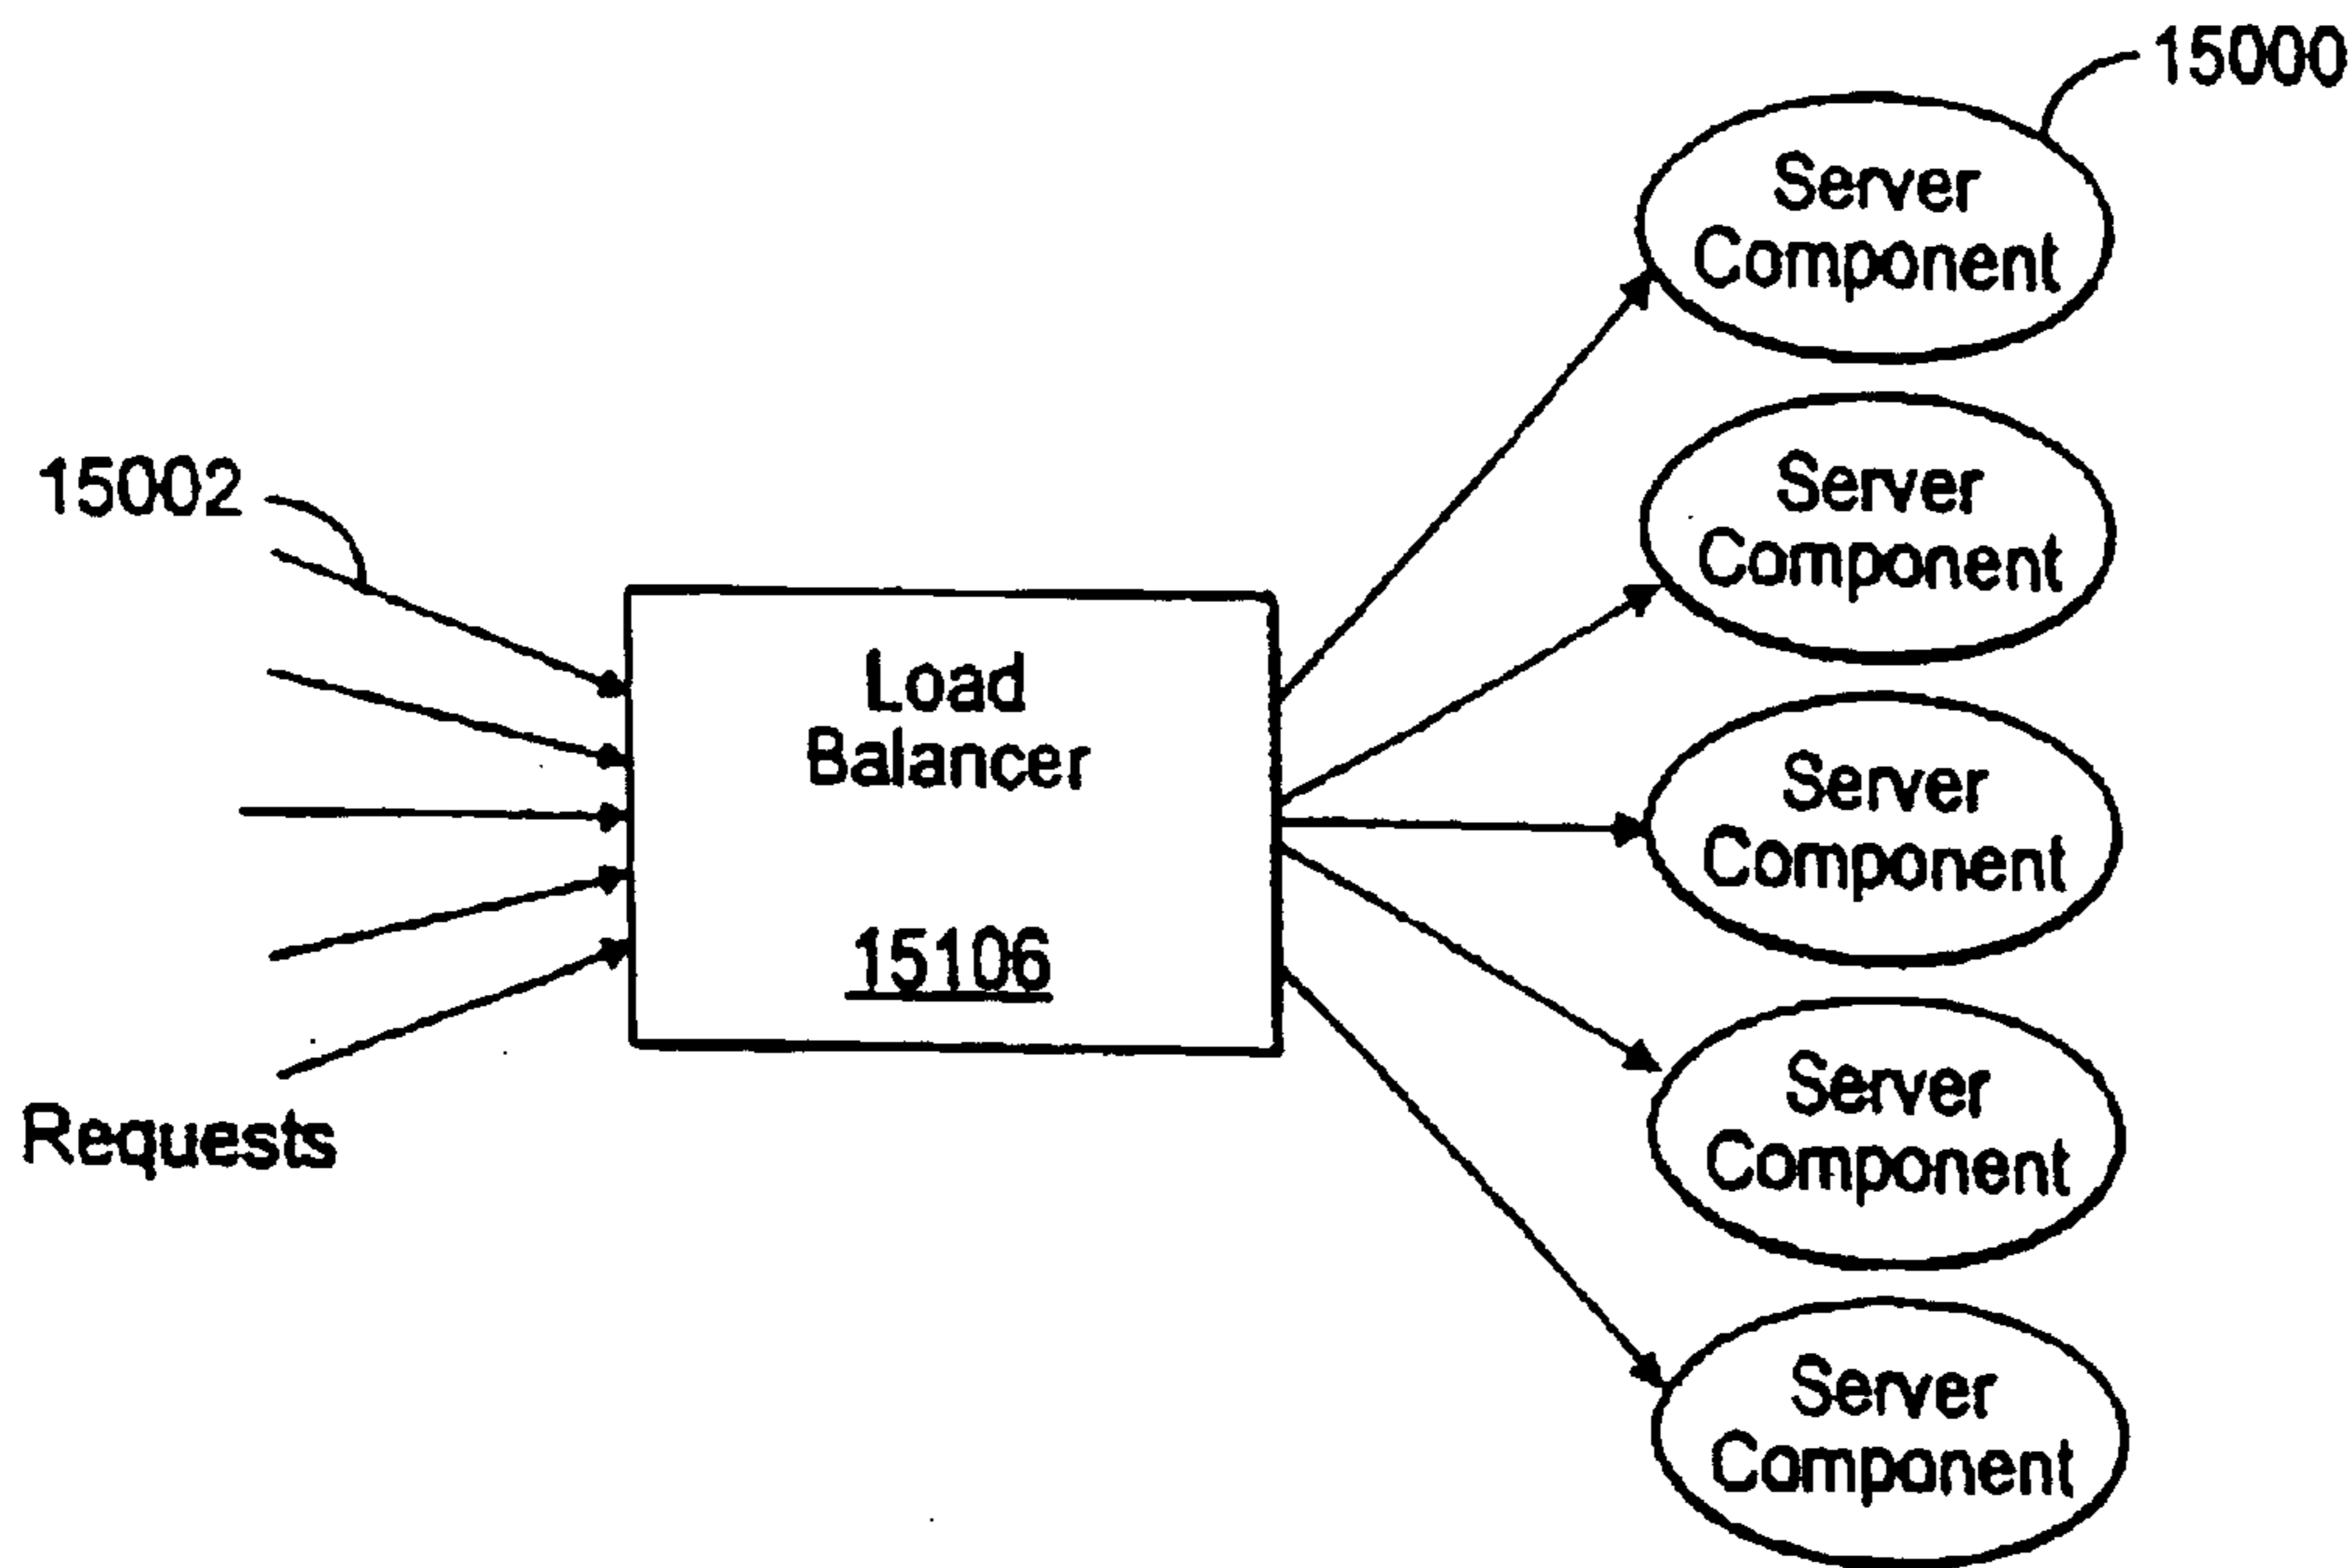 15000
Server
Component
Server
Component
15002
Load
Balancer
Server
Component
15106
Server
Component
Requests
Server
Component